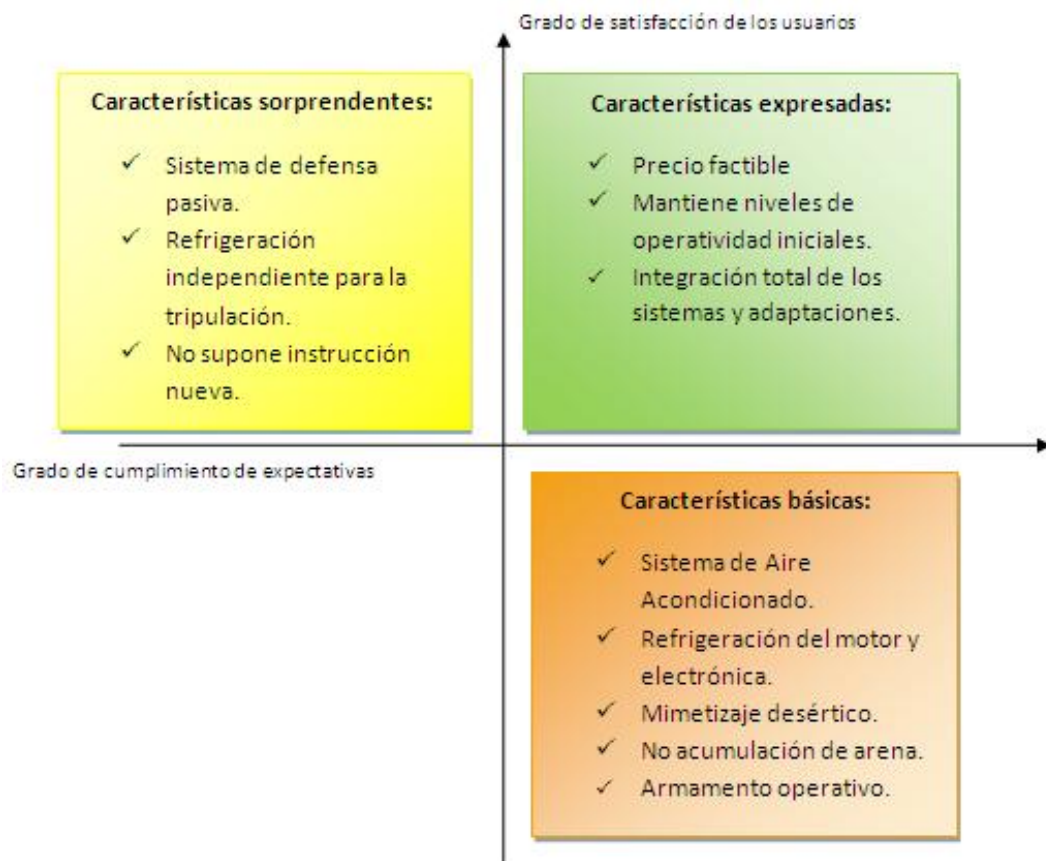 Grado de satisfacción de los usuarios
Características sorprendentes:
✓ Sistema de defensa
pasiva.
✓ Refrigeración
independiente para la
tripulación.
✓ No supone instrucción
nueva.
Características expresadas:
✓ Precio factible
✓ Mantiene niveles de
operatividad iniciales.
✓ Integración total de los
sistemas y adaptaciones.
Grado de cumplimiento de expectativas
Características básicas:
✓ Sistema de Aire
Acondicionado.
✓ Refrigeración del motor y
electrónica.
✓ Mimetizaje desértico.
✓ No acumulación de arena.
✓ Armamento operativo.